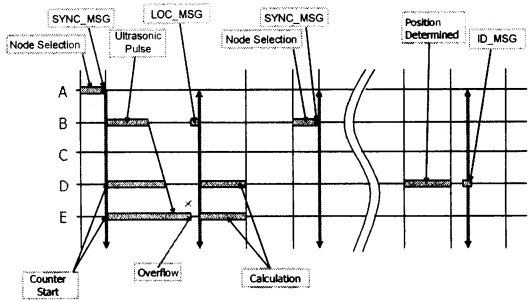 SYNC_MSG
LOC_MSG
SYNC_MSG
Position
Determined
ID_MSG
Node Selection
Ultrasonic
Pulse
Node Selection
A
B
C
D
E
Counter
Start
Overflow
Calculation